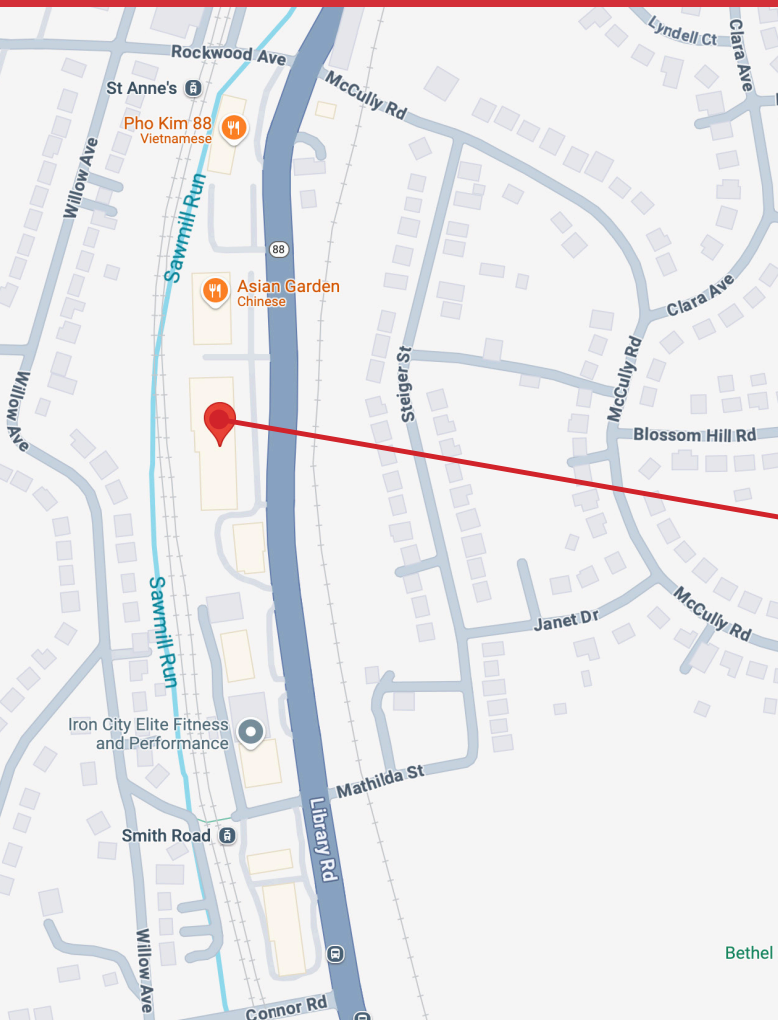 Lyndell Ct
Clara Ave
Rockwood Ave
St Anne's
McCully Rd
Pho Kim 88
Vietnamese
Willow Ave
Sawmill Run
88
Asian Garden
Chinese
Clara Ave
Steiger St
McCully Rd
Willow Ave
Blossom Hill Rd
Sawmill Run
McCully Rd
Janet Dr
Iron City Elite Fitness
and Performance
Mathilda St
Library Rd
Smith Road
Willow Ave
Bethel
Connor Rd